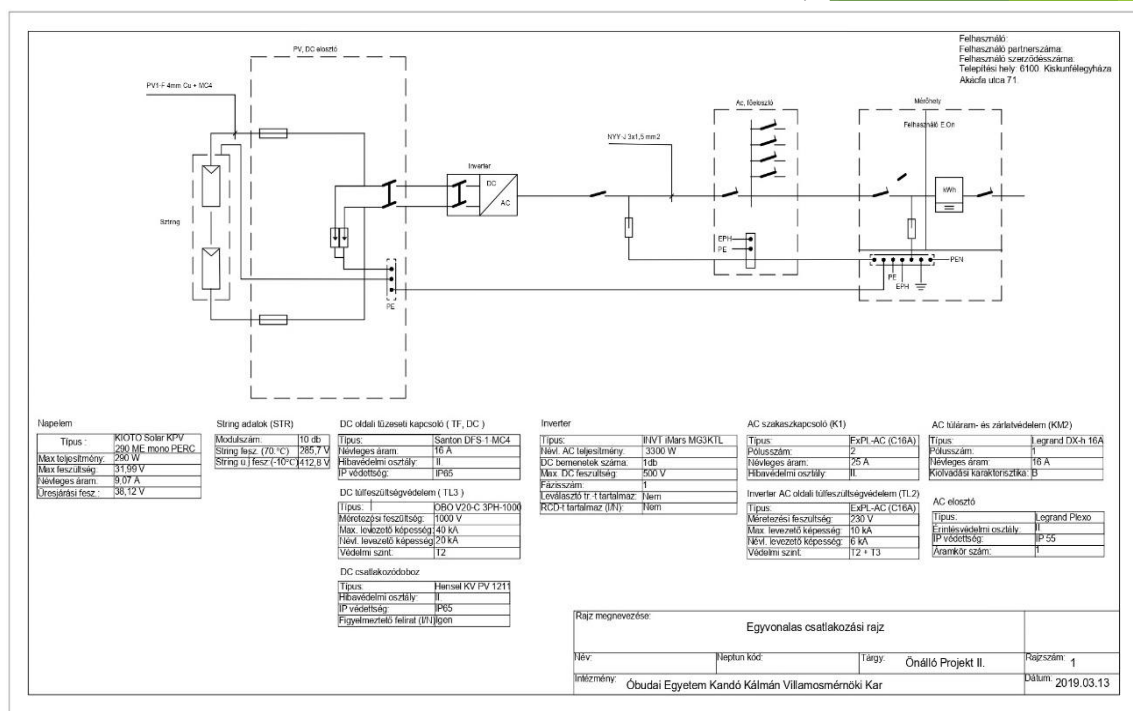 Felhasználó:
Felhasználó partnerszáma:
Felhasználó szerződésszáma:
Telepítési hely: 6100. Kiskunfélegyháza
Akácfa utca 71.
PV, DC elosztó
PV1-F 4mm Cu + MC4
Ac, főelosztó
Mérőhely
Felhasználó E.On
NYY-J 3x1,5 mm2
Inverter
DC
AC
kWh
Sztring
EPH
PE
PEN
PE
EPH
PE
Napelem
Típus : KIOTO Solar KPV
290 ME mono PERC
Max teljesítmény: 290 W
Max feszültség: 31,99 V
Névleges áram: 9,07 A
Üresjárási fesz.: 38,12 V
String adatok (STR)
Modulszám: 10 db
String fesz. (70.°C) 285,7 V
String ü.j fesz.(-10°C) 412,8 V
DC oldali tűzeseti kapcsoló ( TF, DC )
Típus: Santon DFS-1-MC4
Névleges áram: 16 A
Hibavédelmi osztály: II.
IP védettség: IP65
DC túlfeszültségvédelem ( TL3 )
Típus: OBO V20-C 3PH-1000
Méretezési feszültség: 1000 V
Max. levezető képesség: 40 kA
Névl. levezető képesség: 20 kA
Védelmi szint: T2
DC csatlakozódoboz
Típus: Hensel KV PV 1211
Hibavédelmi osztály: II
IP védettség: IP65
Figyelmeztető felirat (I/N) Igen
Inverter
Típus: INVT iMars MG3KTL
Névl. AC teljesítmény: 3300 W
DC bemenetek száma: 1db
Max. DC feszültség: 500 V
Fázisszám: 1
Leválasztó tr.-t tartalmaz: Nem
RCD-t tartalmaz (I/N): Nem
AC szakaszkapcsoló (K1)
Típus: ExPL-AC (C16A)
Pólusszám: 2
Névleges áram: 25 A
Hibavédelmi osztály: II.
Inverter AC oldali túlfeszültségvédelem (TL2)
Típus: ExPL-AC (C16A)
Méretezési feszültség: 230 V
Max. levezető képesség: 10 kA
Névl. levezető képesség: 6 kA
Védelmi szint: T2 + T3
AC túláram- és zárlatvédelem (KM2)
Típus: Legrand DX-h 16A
Pólusszám: 1
Névleges áram: 16 A
Kioldvási karakterisztika: B
AC elosztó
Típus: Legrand Plexo
Érintésvédelmi osztály: II
IP védettség: IP 55
Áramkör szám: 1
Rajz megnevezése:
Egyvonalas csatlakozási rajz
Név: Neptun kód: Tárgy: Önálló Projekt II. Rajzszám: 1
Intézmény: Óbudai Egyetem Kandó Kálmán Villamosmérnöki Kar Dátum: 2019.03.13